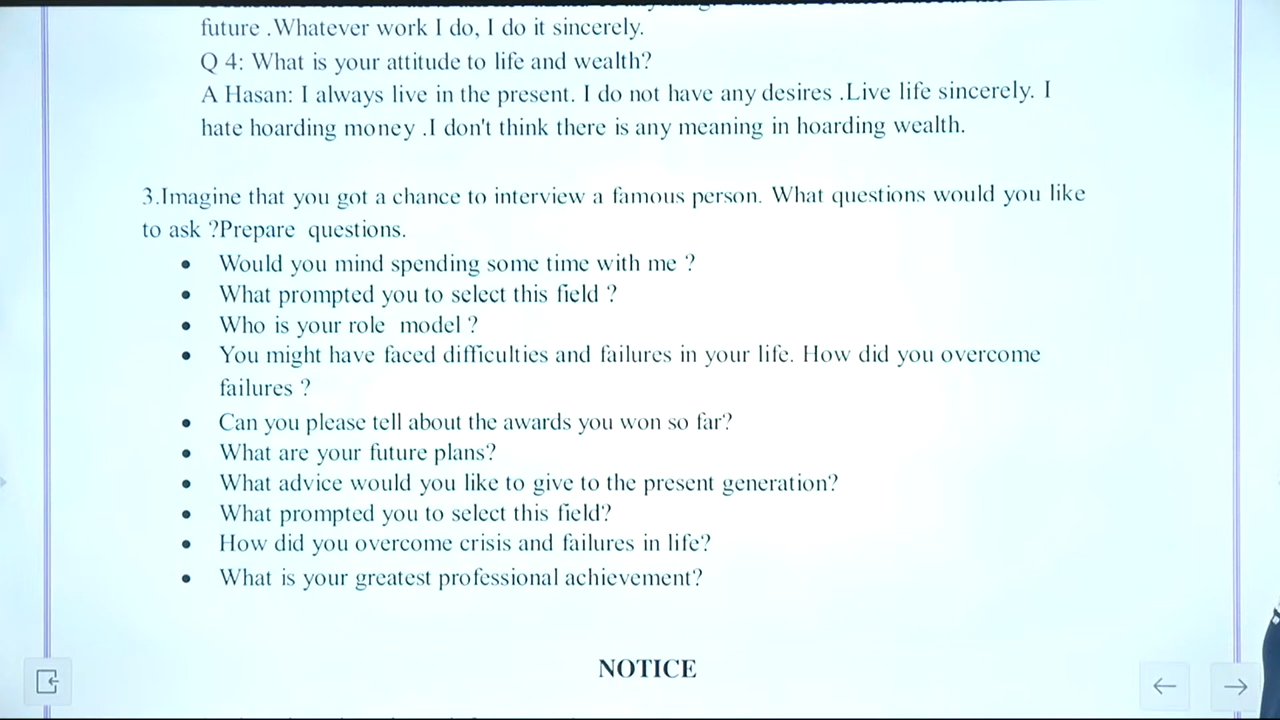 future .Whatever work I do, I do it sincerely.
Q 4: What is your attitude to life and wealth?
A Hasan: I always live in the present. I do not have any desires .Live life sincerely. I
hate hoarding money .I don't think there is any meaning in hoarding wealth.
3.Imagine that you got a chance to interview a famous person. What questions would you like
to ask ?Prepare questions.
• Would you mind spending some time with me ?
• What prompted you to select this field ?
• Who is your role model ?
• You might have faced difficulties and failures in your life. How did you overcome
failures ?
• Can you please tell about the awards you won so far?
• What are your future plans?
• What advice would you like to give to the present generation?
• What prompted you to select this field?
• How did you overcome crisis and failures in life?
• What is your greatest professional achievement?
NOTICE